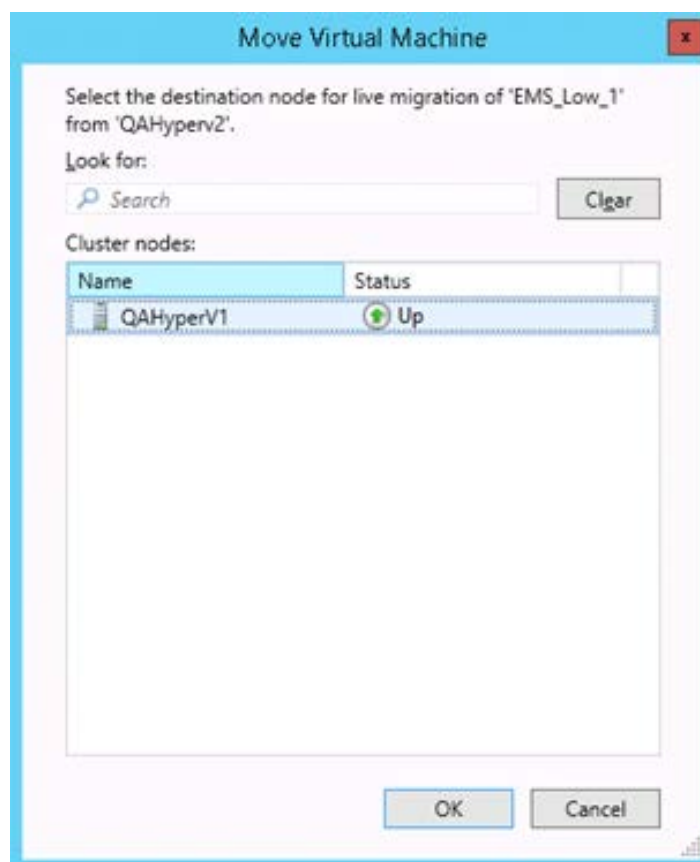 Move Virtual Machine
x
Select the destination node for live migration of 'EMS_Low_1'
from 'QAHyperv2'.
Look for:
Search
Clear
Cluster nodes:
Name Status
QAHyperV1 Up
OK Cancel